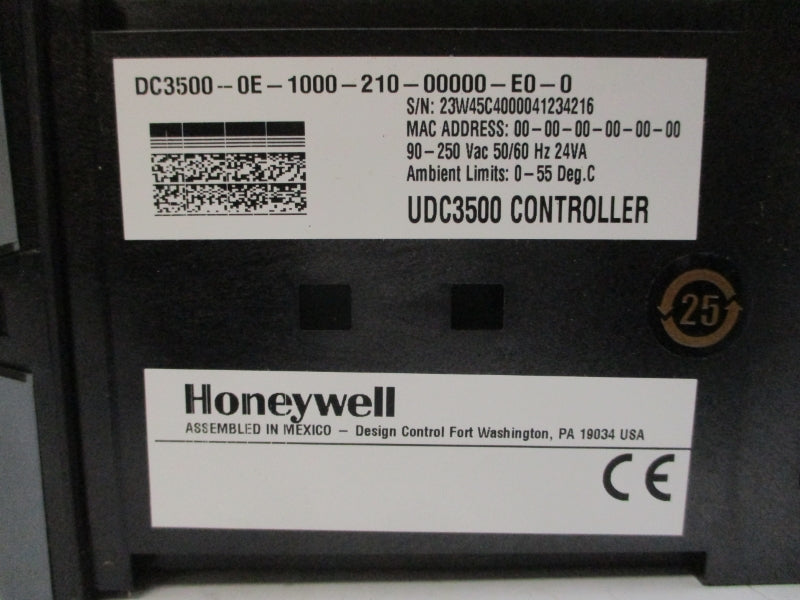 DC3500-0E-1000-210-00000-E0-0
S/N: 23W45C4000041234216
MAC ADDRESS: 00-00-00-00-00-00
90-250 Vac 50/60 Hz 24VA
Ambient Limits: 0-55 Deg.C
UDC3500 CONTROLLER
25
Honeywell
ASSEMBLED IN MEXICO - Design Control Fort Washington, PA 19034 USA
CE